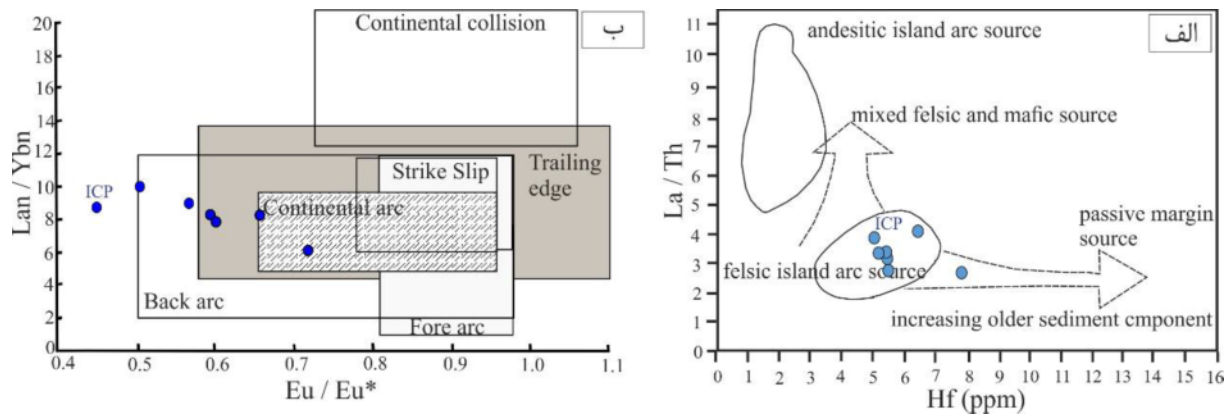 ب
Continental collision
20
18
16
14
12
10
8
6
4
2
0
Lan / Ybn
ICP
Trailing
edge
Strike Slip
Continental arc
Back arc
Fore arc
0.4
0.5
0.6
0.7
0.8
0.9
1.0
1.1
Eu / Eu*
الف
andesitic island arc source
11
10
9
8
7
6
5
4
3
2
1
0
La / Th
mixed felsic and mafic source
ICP
passive margin
source
felsic island arc source
increasing older sediment cmponent
0 1 2 3 4 5 6 7 8 9 10 11 12 13 14 15 16
Hf (ppm)